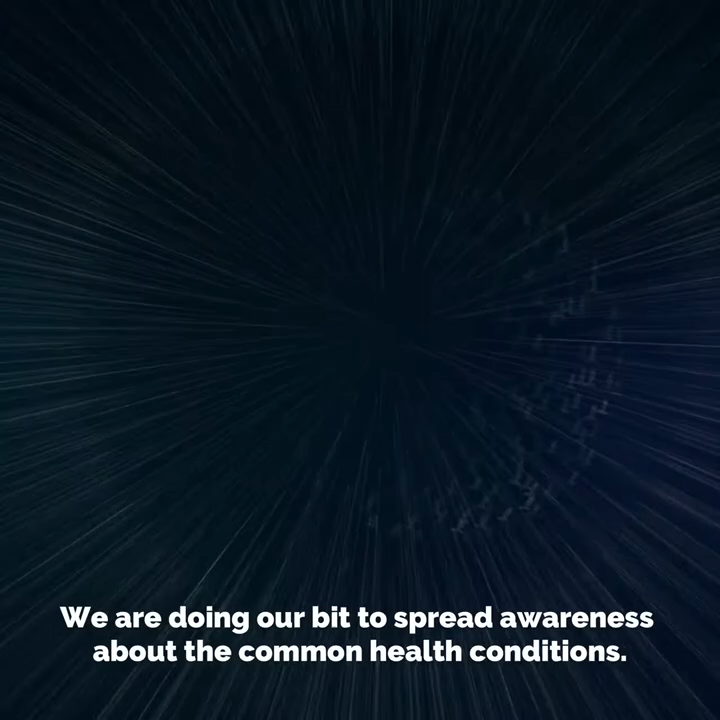 We are doing our bit to spread awareness
about the common health conditions.